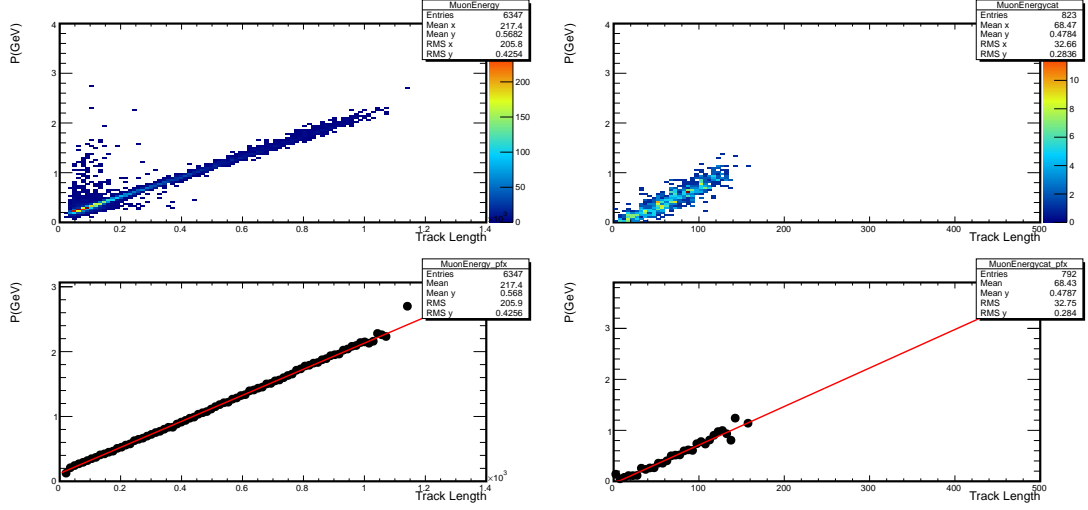 MuonEnergy
Entries 6347
Mean x 217.4
Mean y 0.5682
RMS x 205.8
RMS y 0.4254
P(GeV)
4
3
2
1
0
200
150
100
50
0
0 0.2 0.4 0.6 0.8 1 1.2 1.4
Track Length
MuonEnergycat
Entries 823
Mean x 68.47
Mean y 0.4784
RMS x 32.66
RMS y 0.2836
P(GeV)
4
3
2
1
0
10
8
6
4
2
0
0 100 200 300 400 500
Track Length
MuonEnergy_pfx
Entries 6347
Mean 217.4
Mean y 0.568
RMS 205.9
RMS y 0.4256
P(GeV)
3
2
1
0
0 0.2 0.4 0.6 0.8 1 1.2 1.4
×10³
Track Length
MuonEnergycat_pfx
Entries 792
Mean 68.43
Mean y 0.4787
RMS 32.75
RMS y 0.284
P(GeV)
4
3
2
1
0
0 100 200 300 400 500
Track Length